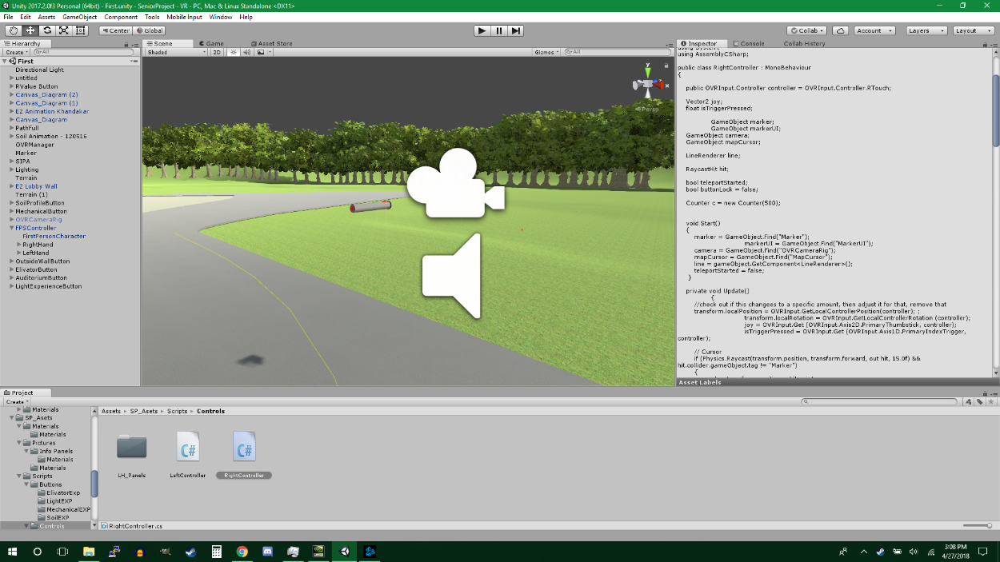 Unity 2017.2.0f3 Personal (64bit) - First.unity - SeniorProject - VR - PC, Mac & Linux Standalone <DX11>
File Edit Assets GameObject Component Tools Mobile Input Window Help
Center Global Collab Account Layers Layout
Hierarchy
Create All
First
Directional Light
untitled
RValue Button
Canvas_Diagram (2)
Canvas_Diagram (1)
E2 Animation Khandakar
Canvas_Diagram
PathFull
Soil Animation - 120516
OVRManager
Marker
SIPA
Lighting
Terrain
E2 Lobby Wall
Terrain (1)
SoilProfileButton
MechanicalButton
OVRCameraRig
FPSController
FirstPersonCharacter
RightHand
LeftHand
OutsideWallButton
ElivatorButton
AuditoriumButton
LightExperienceButton
Scene Game Asset Store
Shaded 2D Gizmos All
y
x
Persp
Inspector Console Collab History
using System;
using AssemblyCSharp;
public class RightController : MonoBehaviour
{
public OVRInput.Controller controller = OVRInput.Controller.RTouch;
Vector2 joy;
float isTriggerPressed;
GameObject marker;
GameObject markerUI;
GameObject camera;
GameObject mapCursor;
LineRenderer line;
RaycastHit hit;
bool teleportStarted;
bool buttonLock = false;
Counter c = new Counter(500);
void Start()
{
marker = GameObject.Find("Marker");
markerUI = GameObject.Find("MarkerUI");
camera = GameObject.Find("OVRCameraRig");
mapCursor = GameObject.Find("MapCursor");
line = gameObject.GetComponent<LineRenderer>();
teleportStarted = false;
}
private void Update()
{
//check out if this changees to a specific amount, then adjust it for that, remove that
transform.localPosition = OVRInput.GetLocalControllerPosition(controller); ;
transform.localRotation = OVRInput.GetLocalControllerRotation (controller);
joy = OVRInput.Get (OVRInput.Axis2D.PrimaryThumbstick, controller);
isTriggerPressed = OVRInput.Get (OVRInput.Axis1D.PrimaryIndexTrigger,
controller);
// Cursor
if (Physics.Raycast(transform.position, transform.forward, out hit, 15.0f) &&
hit.collider.gameObject.tag != "Marker")
{
Asset Labels
Project
Create
Materials
SP_Asets
Materials
Materials
Pictures
Info Panels
Materials
Materials
Scripts
Buttons
ElivatorExp
LightEXP
MechanicalEXP
SoilEXP
Controls
Assets SP_Asets Scripts Controls
C# C#
LH_Panels LeftController RightController
RightController.cs
3:08 PM
4/27/2018